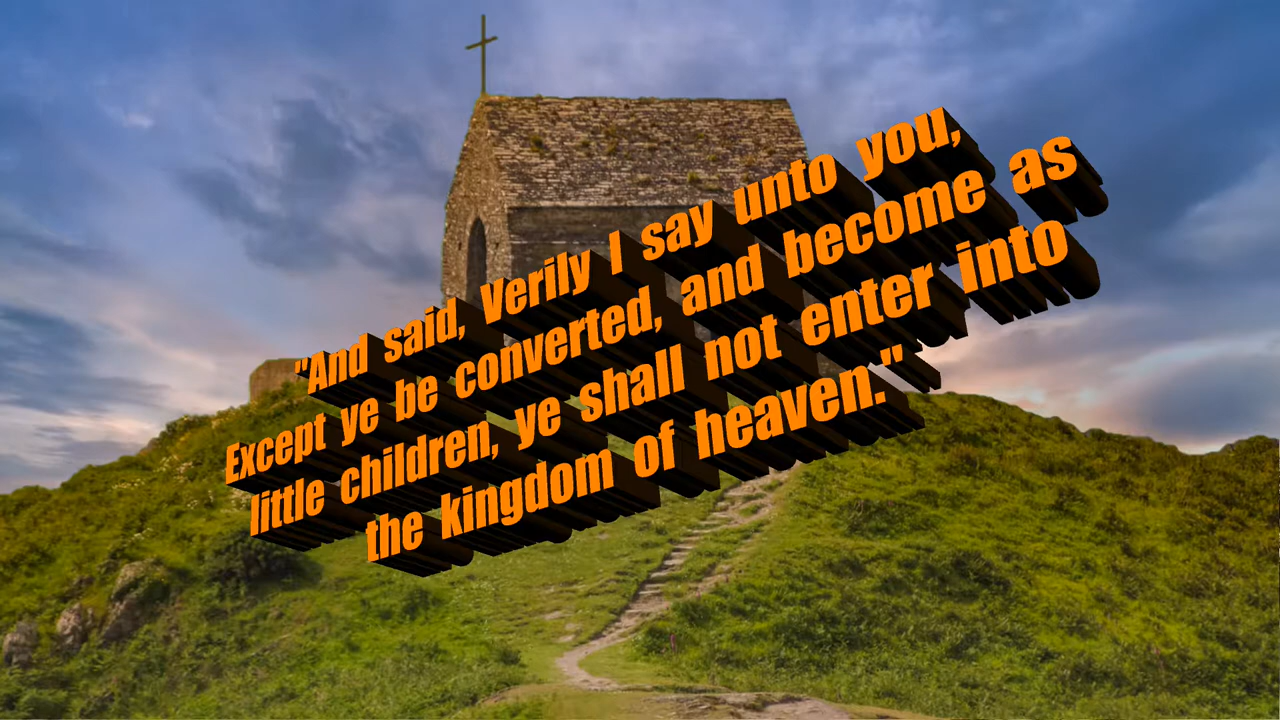 "And said, Verily I say unto you,
Except ye be converted, and become as
little children, ye shall not enter into
the kingdom of heaven."